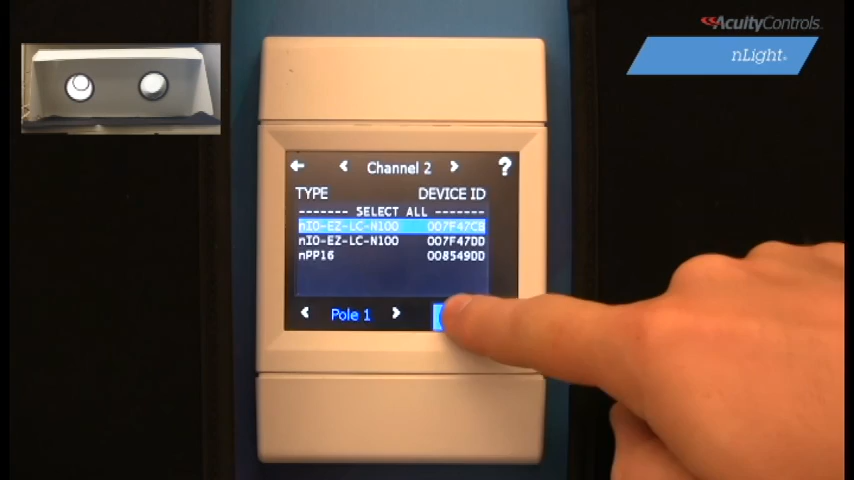 AcuityControls
nLight
Channel 2
?
TYPE DEVICE ID
------- SELECT ALL -------
nIO-EZ-LC-N100 007F47CB
nIO-EZ-LC-N100 007F47DD
nPP16 008549DD
Pole 1